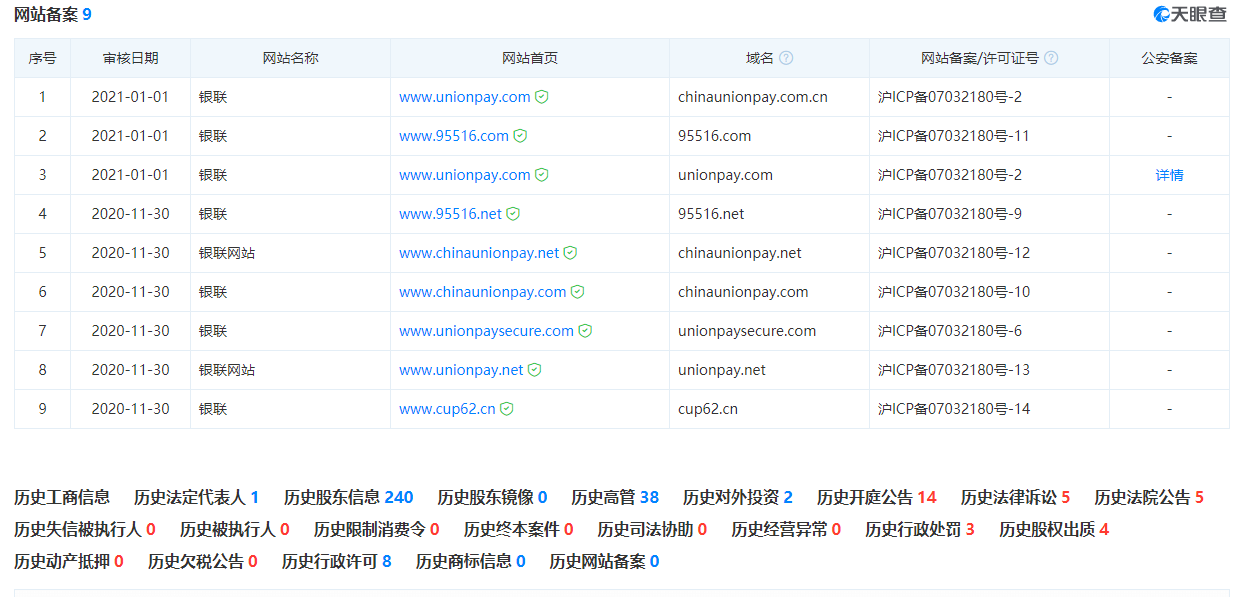 网站备案 9 天眼查
序号 审核日期 网站名称 网站首页 域名 网站备案/许可证号 公安备案
1 2021-01-01 银联 www.unionpay.com chinaunionpay.com.cn 沪ICP备07032180号-2 -
2 2021-01-01 银联 www.95516.com 95516.com 沪ICP备07032180号-11 -
3 2021-01-01 银联 www.unionpay.com unionpay.com 沪ICP备07032180号-2 详情
4 2020-11-30 银联 www.95516.net 95516.net 沪ICP备07032180号-9 -
5 2020-11-30 银联网站 www.chinaunionpay.net chinaunionpay.net 沪ICP备07032180号-12 -
6 2020-11-30 银联 www.chinaunionpay.com chinaunionpay.com 沪ICP备07032180号-10 -
7 2020-11-30 银联 www.unionpaysecure.com unionpaysecure.com 沪ICP备07032180号-6 -
8 2020-11-30 银联网站 www.unionpay.net unionpay.net 沪ICP备07032180号-13 -
9 2020-11-30 银联 www.cup62.cn cup62.cn 沪ICP备07032180号-14 -
历史工商信息 历史法定代表人 1 历史股东信息 240 历史股东镜像 0 历史高管 38 历史对外投资 2 历史开庭公告 14 历史法律诉讼 5 历史法院公告 5
历史失信被执行人 0 历史被执行人 0 历史限制消费令 0 历史终本案件 0 历史司法协助 0 历史经营异常 0 历史行政处罚 3 历史股权出质 4
历史动产抵押 0 历史欠税公告 0 历史行政许可 8 历史商标信息 0 历史网站备案 0